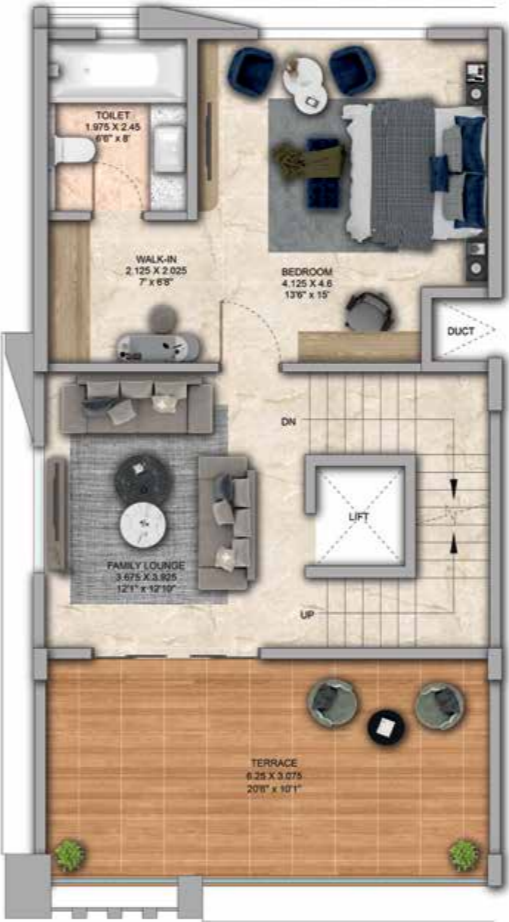 TOILET
1.975 X 2.45
6'6" x 8'
WALK-IN
2.125 X 2.025
7' x 6'8"
BEDROOM
4.125 X 4.6
13'6" x 15'
DUCT
DN
LIFT
FAMILY LOUNGE
3.675 X 3.925
12'1" x 12'10"
UP
TERRACE
6.25 X 3.075
20'6" x 10'1"